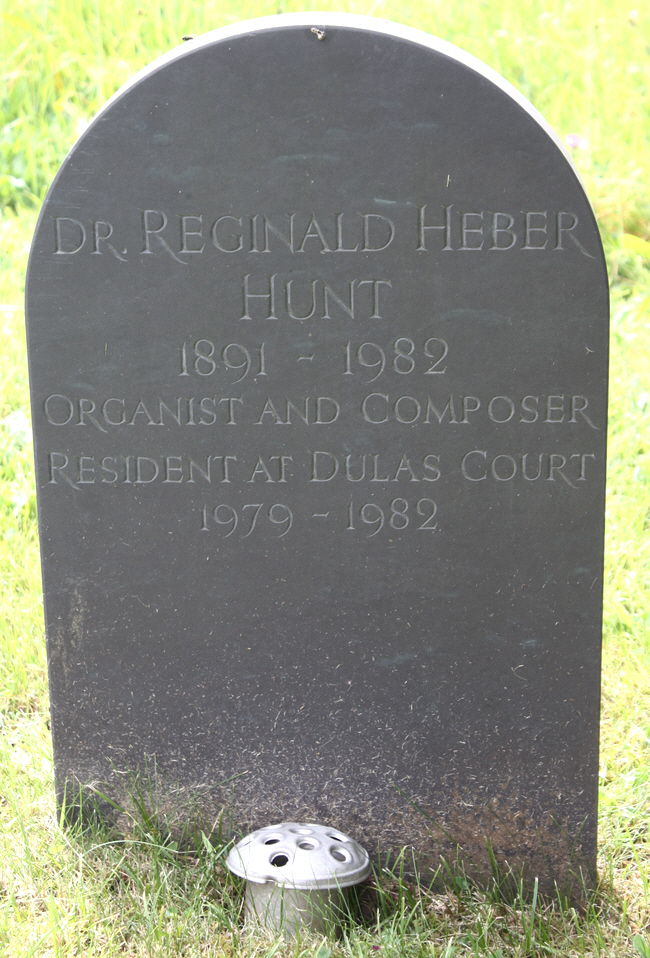 DR. REGINALD HEBER
HUNT
1891 - 1982
ORGANIST AND COMPOSER
RESIDENT AT DULAS COURT
1979 - 1982